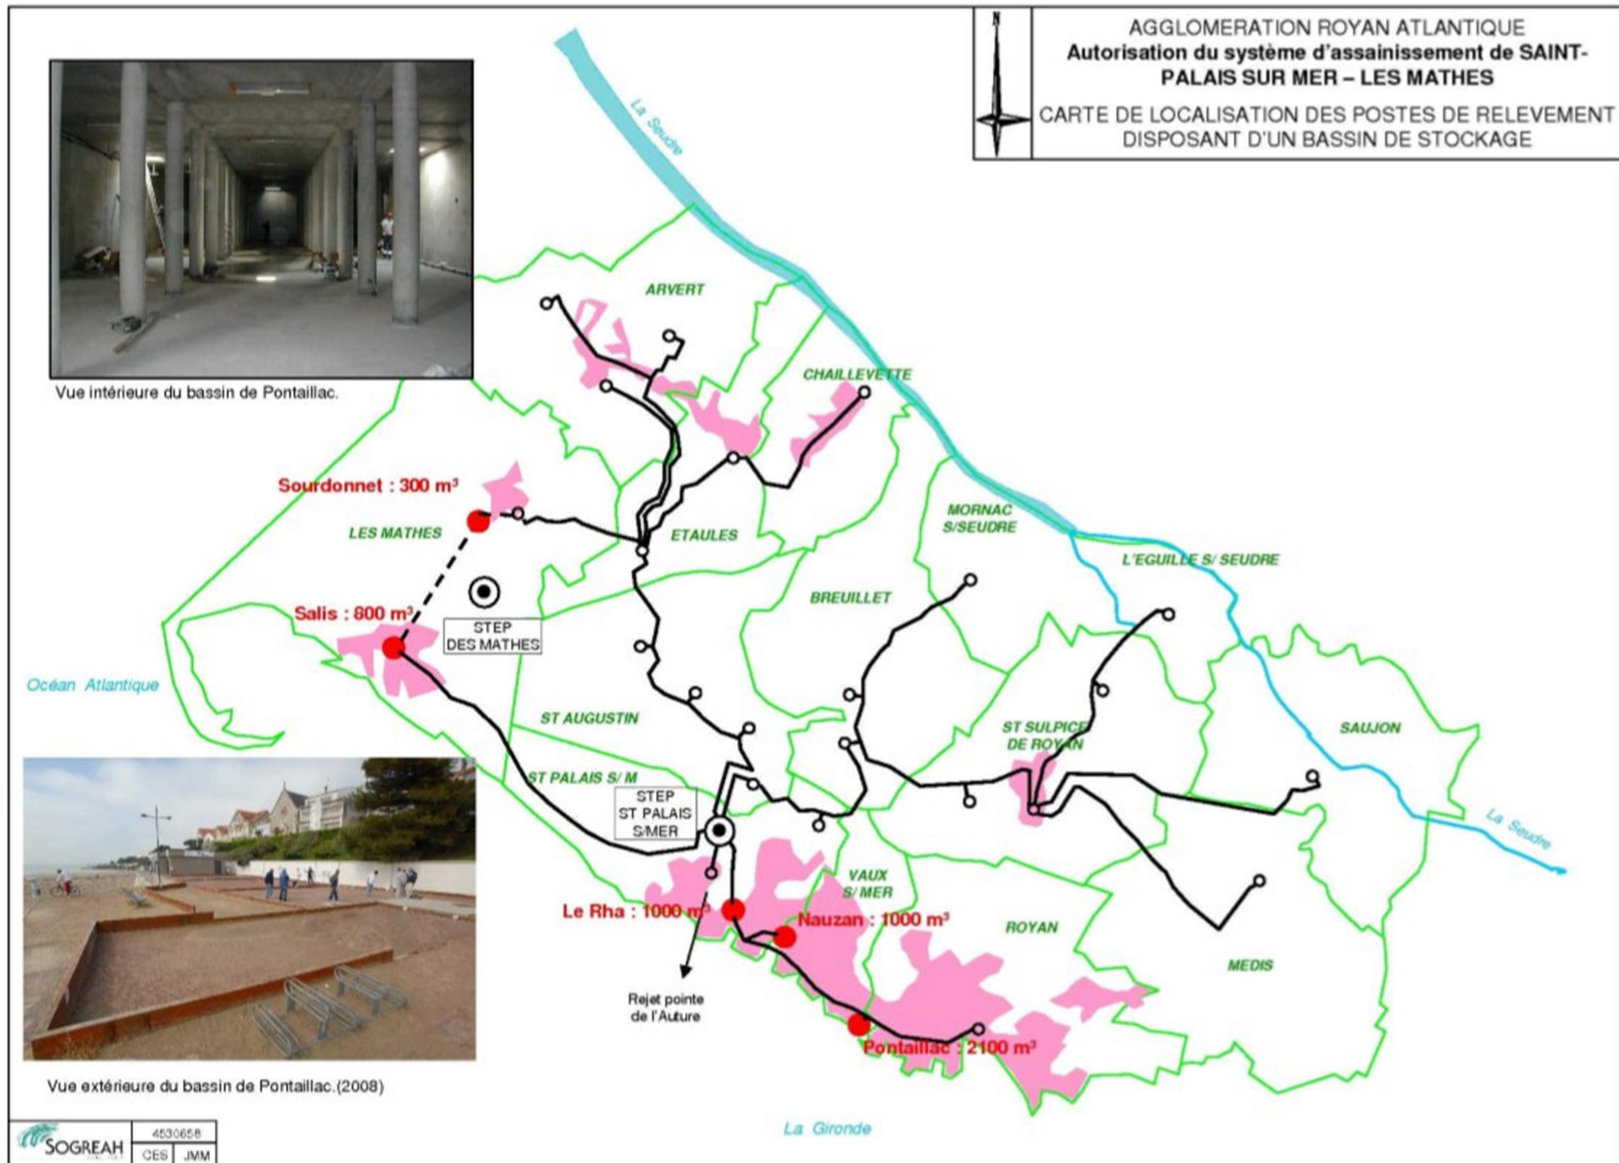 AGGLOMERATION ROYAN ATLANTIQUE
Autorisation du système d'assainissement de SAINT-
PALAIS SUR MER – LES MATHES
CARTE DE LOCALISATION DES POSTES DE RELEVEMENT
DISPOSANT D'UN BASSIN DE STOCKAGE
N
La Seudre
Vue intérieure du bassin de Pontaillac.
ARVERT
CHAILLEVETTE
Sourdonnet : 300 m³
LES MATHES
ETAULES
MORNAC
S/SEUDRE
L'EGUILLE S/ SEUDRE
BREUILLET
Salis : 800 m³
STEP
DES MATHES
Océan Atlantique
ST AUGUSTIN
ST SULPICE
DE ROYAN
SAUJON
ST PALAIS S/ M
STEP
ST PALAIS
S/MER
La Seudre
VAUX
S/ MER
Le Rha : 1000 m³
Nauzan : 1000 m³
ROYAN
MEDIS
Rejet pointe
de l'Auture
Pontaillac : 2100 m³
Vue extérieure du bassin de Pontaillac.(2008)
La Gironde
SOGREAH
4530658
CES JMM